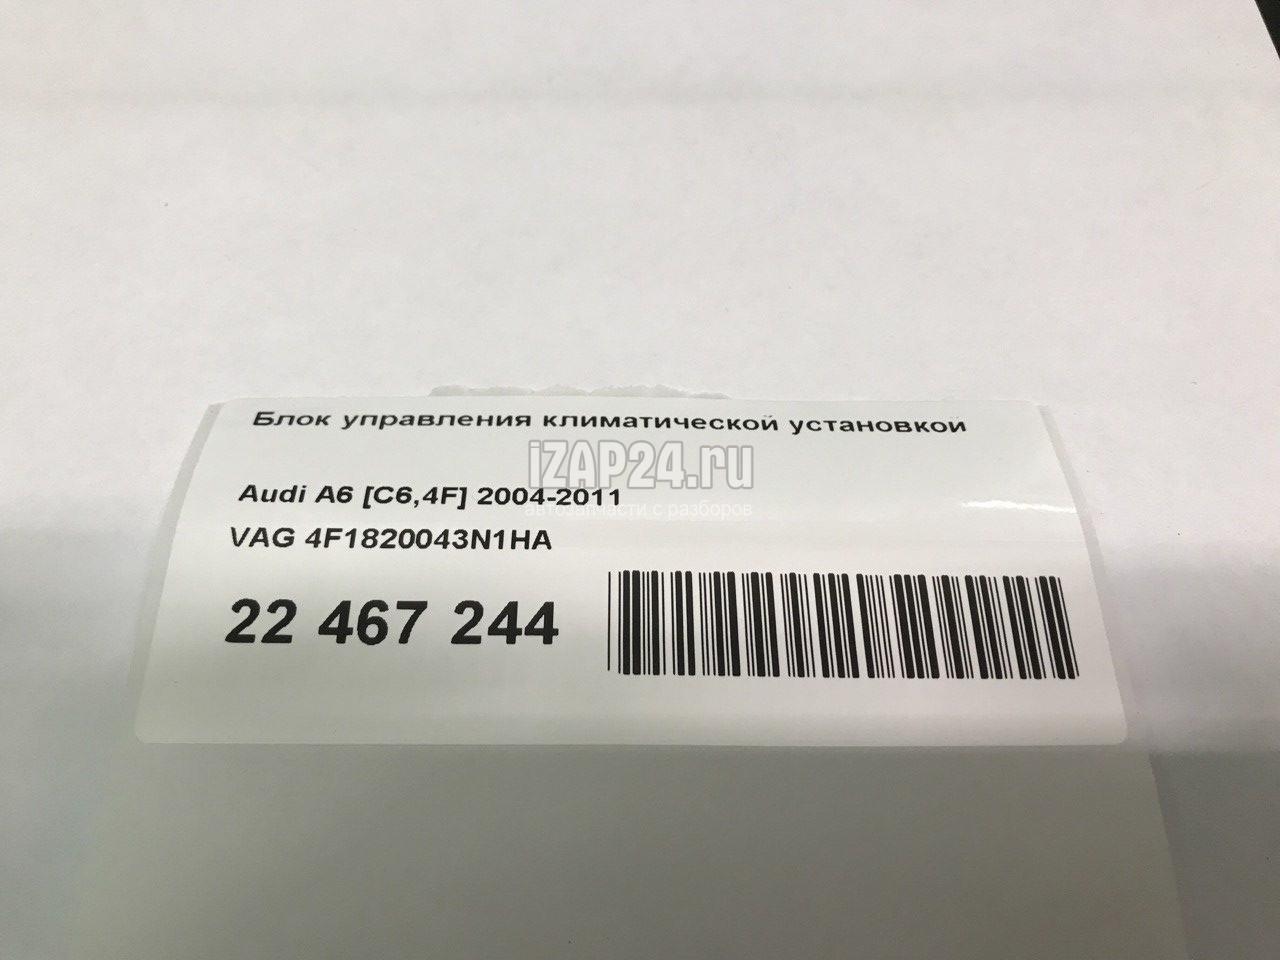 Блок управления климатической установкой
iZAP24.ru
Audi A6 [C6,4F] 2004-2011
автозапчасти с разборов
VAG 4F1820043N1HA
22 467 244